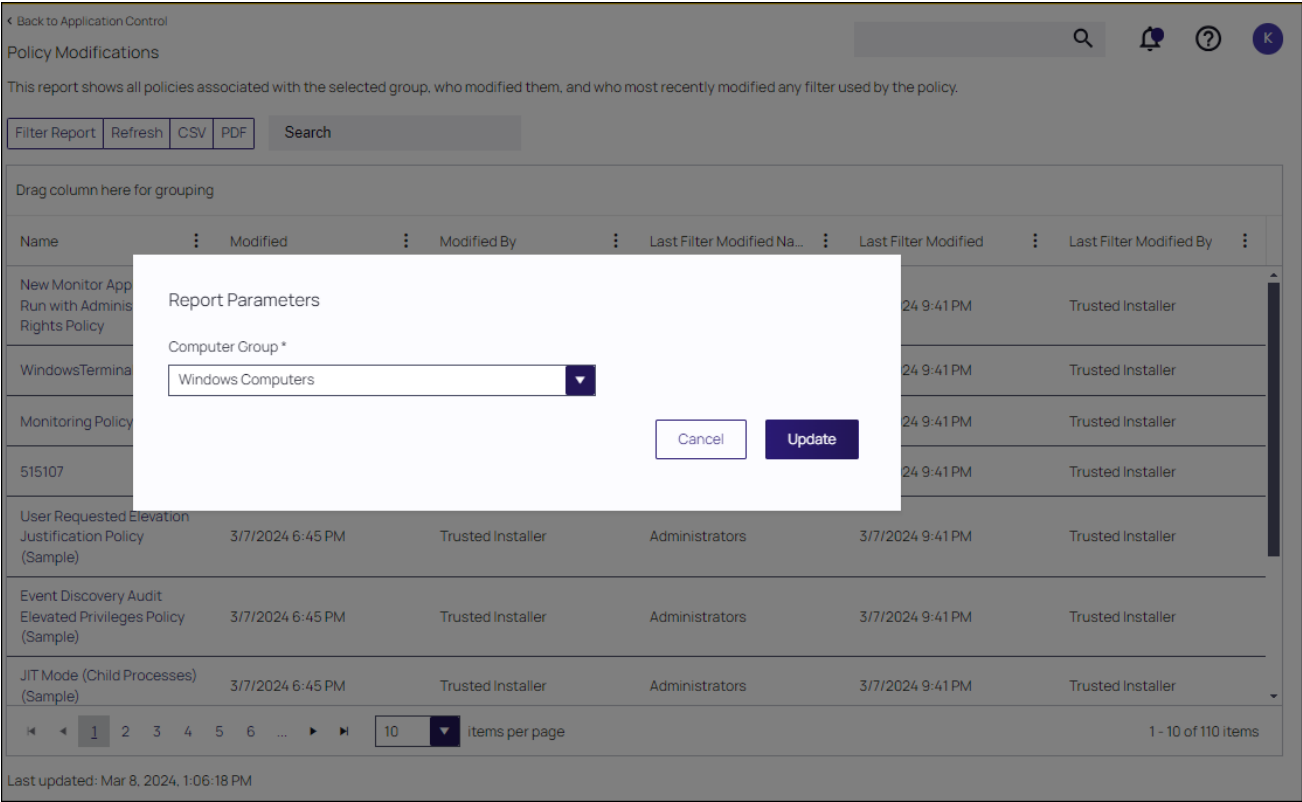 Back to Application Control
Policy Modifications
K
This report shows all policies associated with the selected group, who modified them, and who most recently modified any filter used by the policy.
Filter Report Refresh CSV PDF Search
Drag column here for grouping
Name Modified Modified By Last Filter Modified Na... Last Filter Modified Last Filter Modified By
New Monitor App
Run with Adminis
Rights Policy
24 9:41 PM Trusted Installer
Report Parameters
Computer Group *
Windows Computers
Cancel Update
WindowsTermina 24 9:41 PM Trusted Installer
Monitoring Policy 24 9:41 PM Trusted Installer
515107 24 9:41 PM Trusted Installer
User Requested Elevation
Justification Policy
(Sample)
3/7/2024 6:45 PM Trusted Installer Administrators 3/7/2024 9:41 PM Trusted Installer
Event Discovery Audit
Elevated Privileges Policy
(Sample)
3/7/2024 6:45 PM Trusted Installer Administrators 3/7/2024 9:41 PM Trusted Installer
JIT Mode (Child Processes)
(Sample)
3/7/2024 6:45 PM Trusted Installer Administrators 3/7/2024 9:41 PM Trusted Installer
1 2 3 4 5 6 ... 10 items per page 1 - 10 of 110 items
Last updated: Mar 8, 2024, 1:06:18 PM